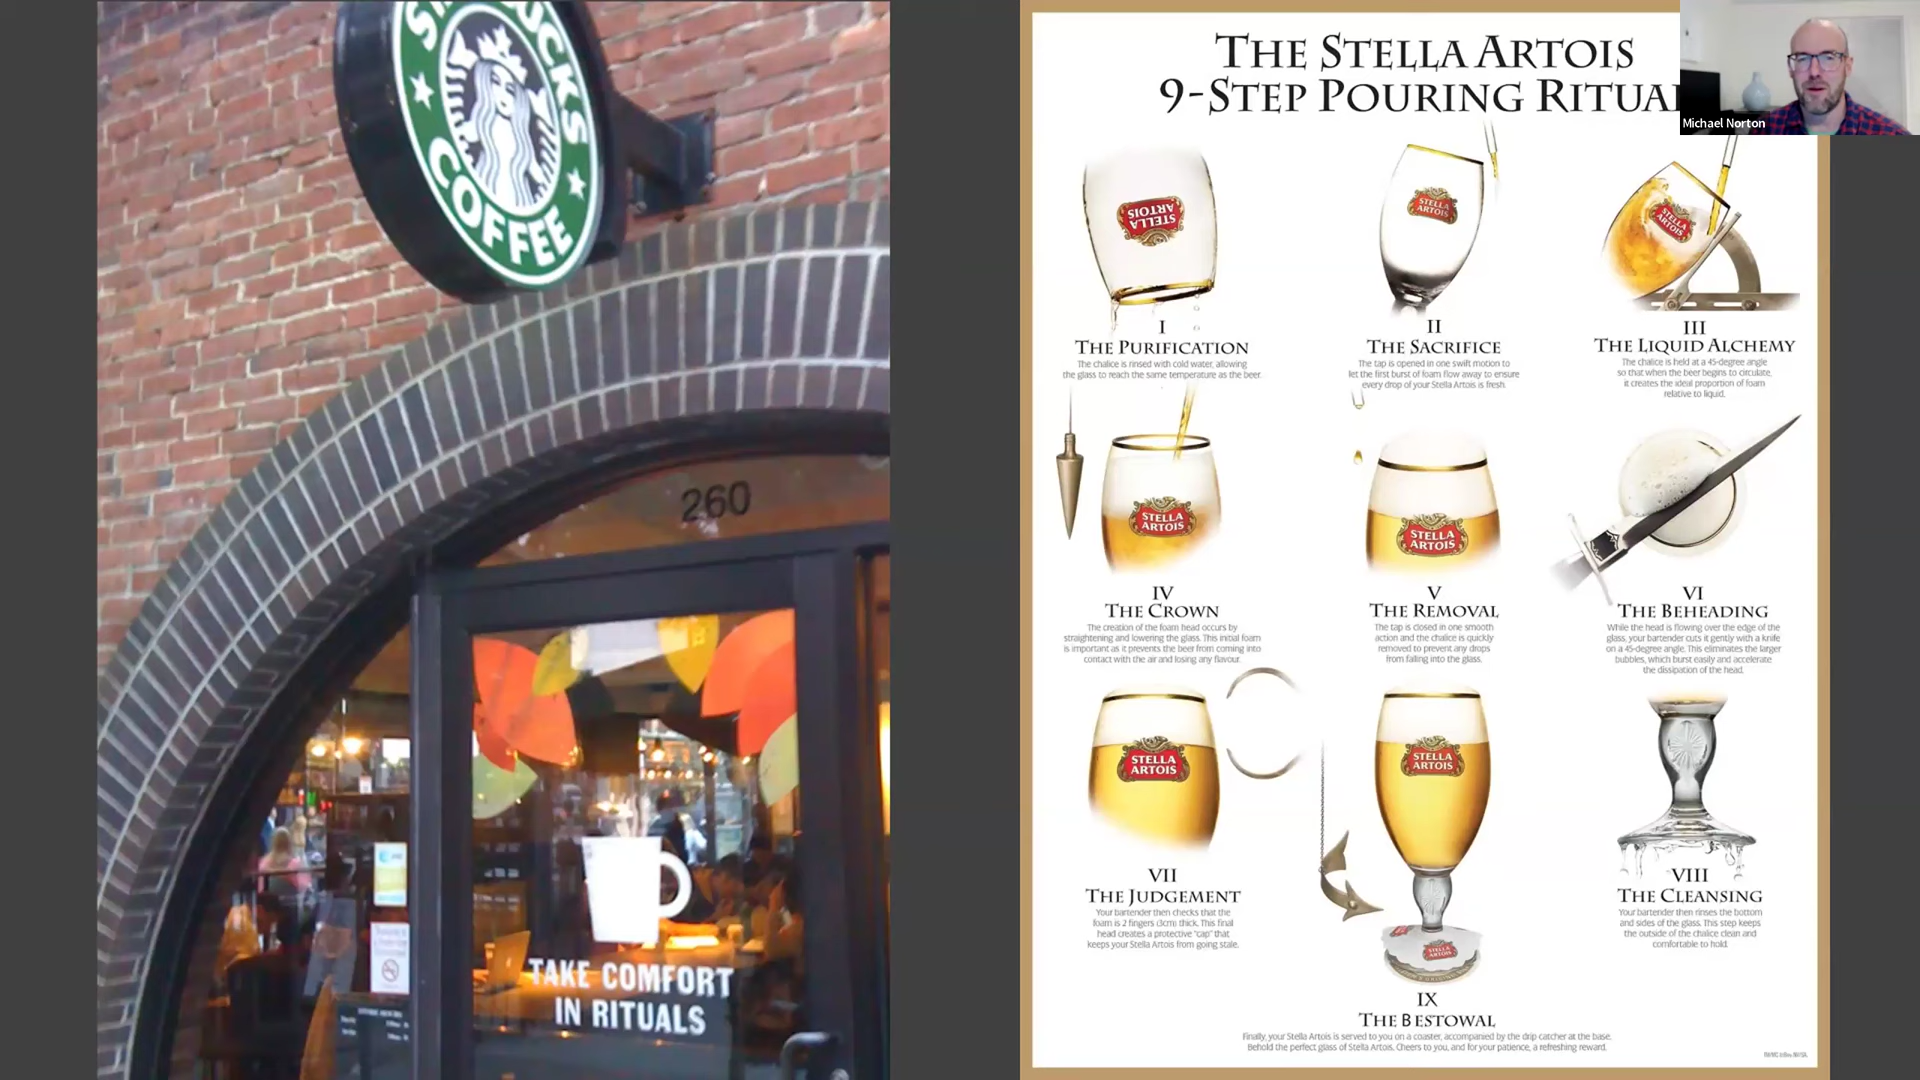 STARBUCKS
COFFEE
260
TAKE COMFORT
IN RITUALS
THE STELLA ARTOIS
9-STEP POURING RITUA
Michael Norton
STELLA
ARTOIS
I
THE PURIFICATION
The chalice is rinsed with cold water, allowing
the glass to reach the same temperature as the beer.
STELLA
ARTOIS
II
THE SACRIFICE
The tap is opened in one swift motion to
let the first burst of foam flow away to ensure
every drop of your Stella Artois is fresh.
STELLA
ARTOIS
III
THE LIQUID ALCHEMY
The chalice is held at a 45-degree angle
so that when the beer begins to circulate,
it creates the ideal proportion of foam
relative to liquid.
STELLA
ARTOIS
IV
THE CROWN
The creation of the foam head occurs by
straightening and lowering the glass. This initial foam
is important as it prevents the beer from coming into
contact with the air and losing any flavour.
STELLA
ARTOIS
V
THE REMOVAL
The tap is closed in one smooth
action and the chalice is quickly
removed to prevent any drops
from falling into the glass.
VI
THE BEHEADING
While the head is flowing over the edge of the
glass, your bartender cuts it gently with a knife
on a 45-degree angle. This eliminates the larger
bubbles, which burst easily and accelerate
the dissipation of the head.
STELLA
ARTOIS
VII
THE JUDGEMENT
Your bartender then checks that the
foam is 2 fingers (3cm) thick. This final
head creates a protective "cap" that
keeps your Stella Artois from going stale.
VIII
THE CLEANSING
Your bartender then rinses the bottom
and sides of the glass. This step keeps
the outside of the chalice clean and
comfortable to hold.
STELLA
ARTOIS
STELLA
ARTOIS
IX
THE BESTOWAL
Finally, your Stella Artois is served to you on a coaster, accompanied by the drip catcher at the base.
Behold the perfect glass of Stella Artois. Cheers to you, and for your patience, a refreshing reward.